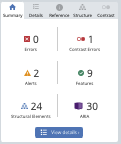 Summary Details Reference Structure Contrast
0 1
Errors Contrast Errors
2 9
Alerts Features
24 30
Structural Elements ARIA
View details ›